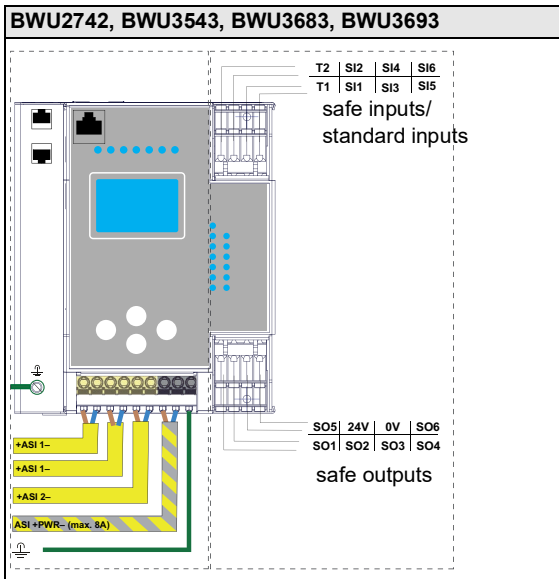 BWU2742, BWU3543, BWU3683, BWU3693
T2 SI2 SI4 SI6
T1 SI1 SI3 SI5
safe inputs/
standard inputs
SO5 24V 0V SO6
SO1 SO2 SO3 SO4
safe outputs
+ASI 1–
+ASI 1–
+ASI 2–
ASI +PWR– (max. 8A)